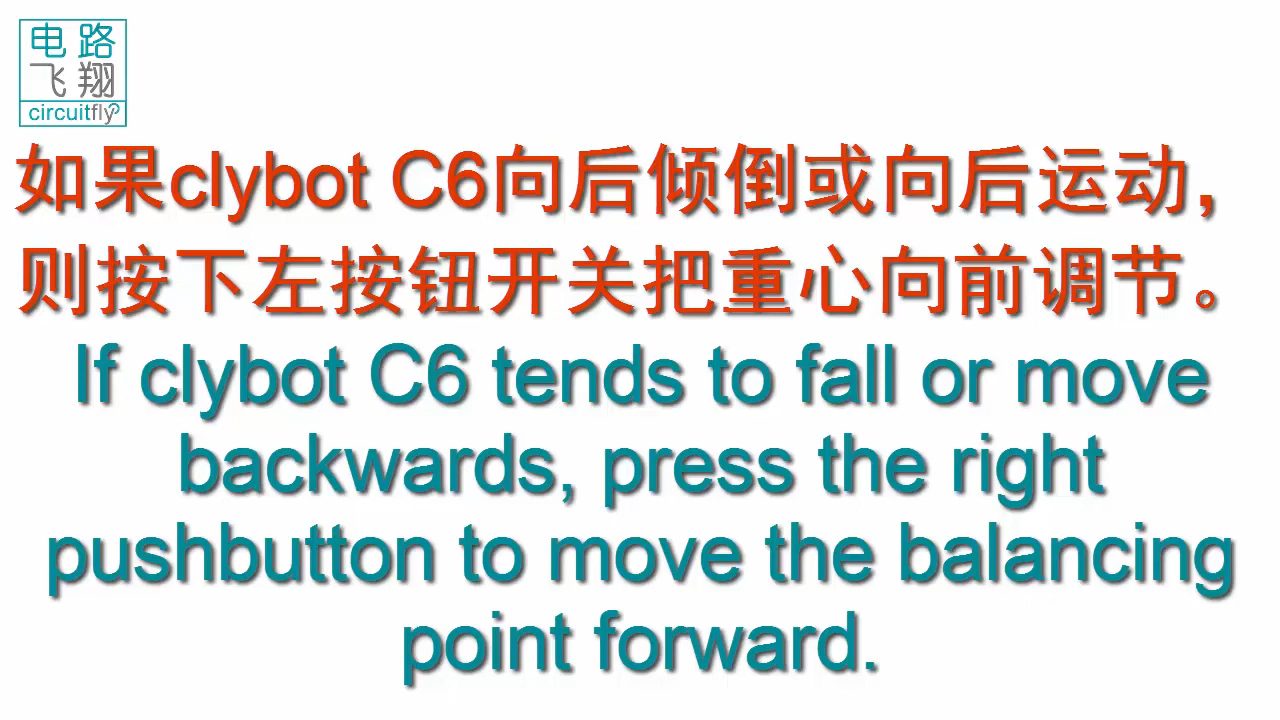 电路
飞翔
circuitfly
如果clybot C6向后倾倒或向后运动，
则按下左按钮开关把重心向前调节。
If clybot C6 tends to fall or move
backwards, press the right
pushbutton to move the balancing
point forward.